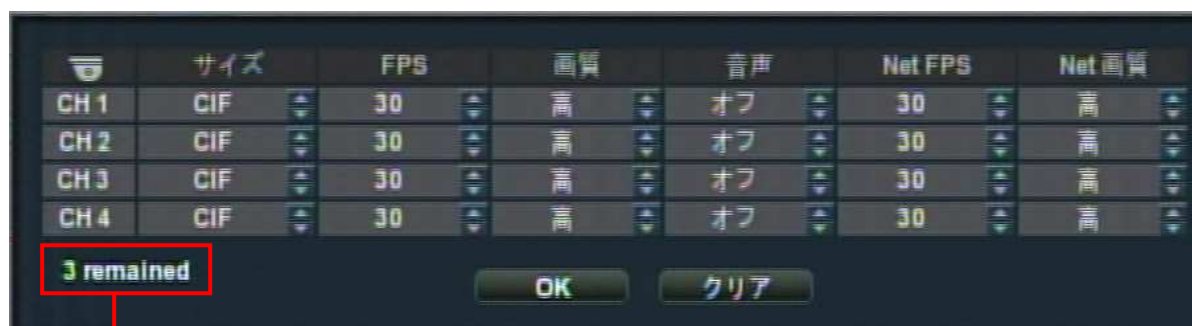 サイズ FPS 画質 音声 Net FPS Net 画質
CH 1 CIF 30 高 オフ 30 高
CH 2 CIF 30 高 オフ 30 高
CH 3 CIF 30 高 オフ 30 高
CH 4 CIF 30 高 オフ 30 高
3 remained
OK クリア